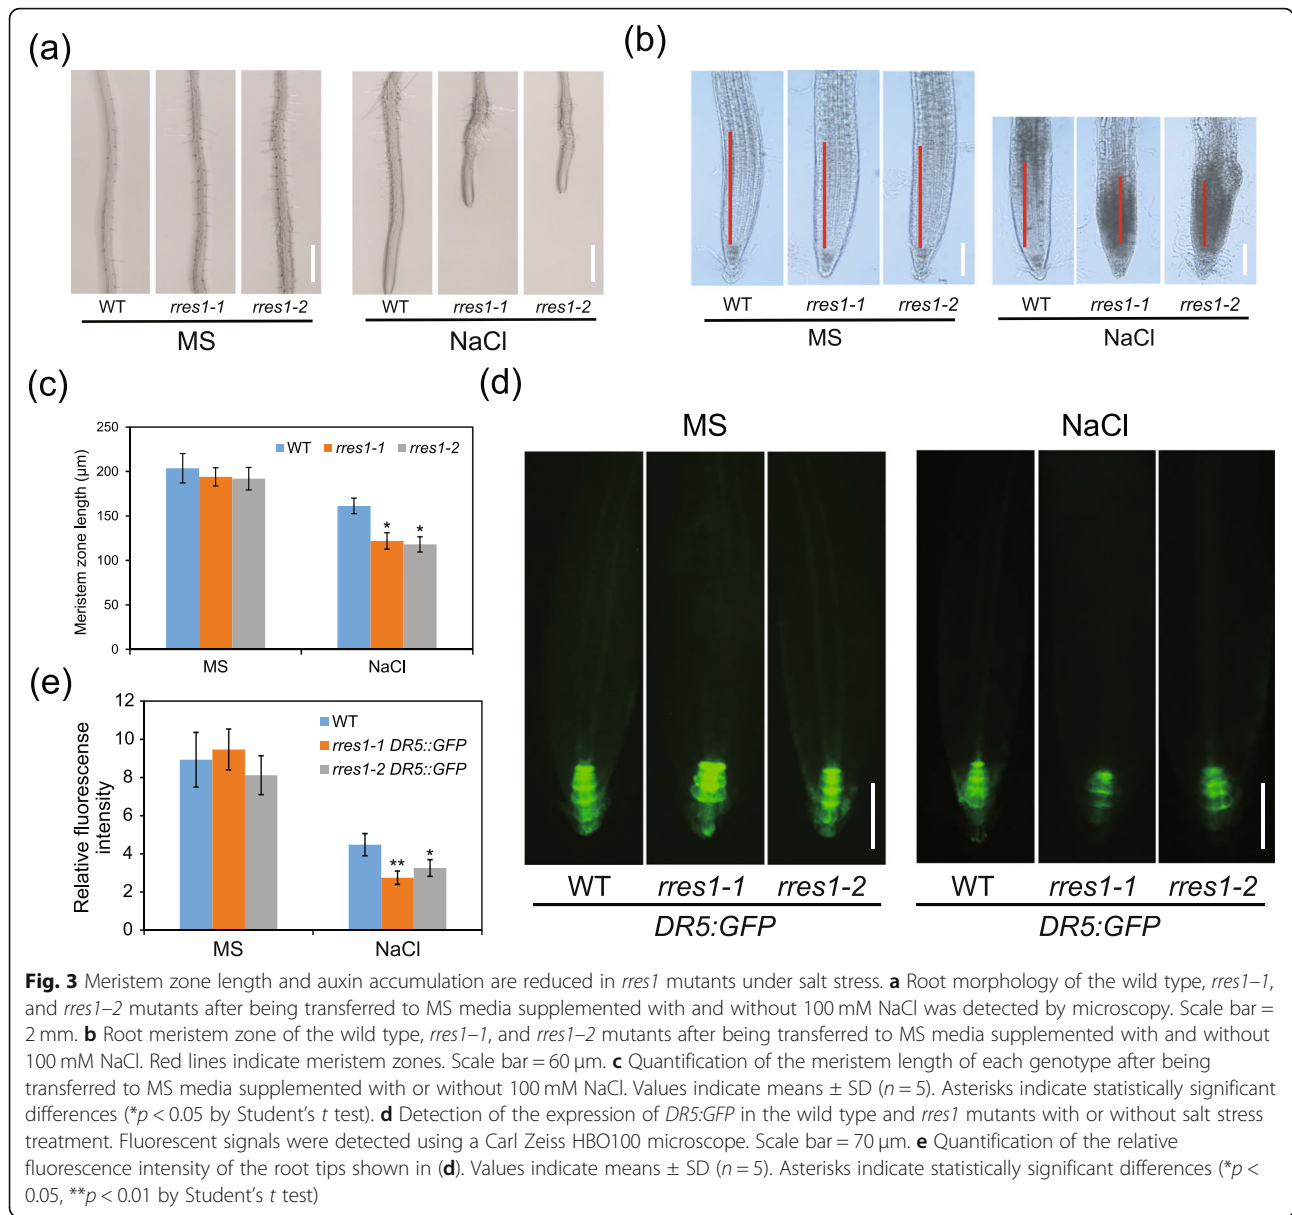 (a)
WT rres1-1 rres1-2
MS
WT rres1-1 rres1-2
NaCl
(b)
WT rres1-1 rres1-2
MS
WT rres1-1 rres1-2
NaCl
(c)
Meristem zone length (µm)
250
200
150
100
50
0
WT rres1-1 rres1-2
* *
MS NaCl
(d)
MS NaCl
WT rres1-1 rres1-2
DR5:GFP
WT rres1-1 rres1-2
DR5:GFP
(e)
Relative fluorescense
intensity
12
10
8
6
4
2
0
WT
rres1-1 DR5::GFP
rres1-2 DR5::GFP
** *
MS NaCl
Fig. 3 Meristem zone length and auxin accumulation are reduced in rres1 mutants under salt stress. a Root morphology of the wild type, rres1–1,
and rres1–2 mutants after being transferred to MS media supplemented with and without 100 mM NaCl was detected by microscopy. Scale bar =
2 mm. b Root meristem zone of the wild type, rres1–1, and rres1–2 mutants after being transferred to MS media supplemented with and without
100 mM NaCl. Red lines indicate meristem zones. Scale bar = 60 µm. c Quantification of the meristem length of each genotype after being
transferred to MS media supplemented with or without 100 mM NaCl. Values indicate means ± SD (n = 5). Asterisks indicate statistically significant
differences (*p < 0.05 by Student's t test). d Detection of the expression of DR5:GFP in the wild type and rres1 mutants with or without salt stress
treatment. Fluorescent signals were detected using a Carl Zeiss HBO100 microscope. Scale bar = 70 µm. e Quantification of the relative
fluorescence intensity of the root tips shown in (d). Values indicate means ± SD (n = 5). Asterisks indicate statistically significant differences (*p <
0.05, **p < 0.01 by Student's t test)